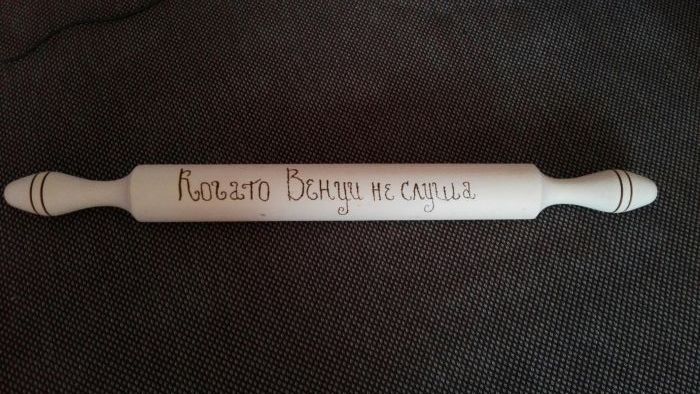 Когато Венци не слуша